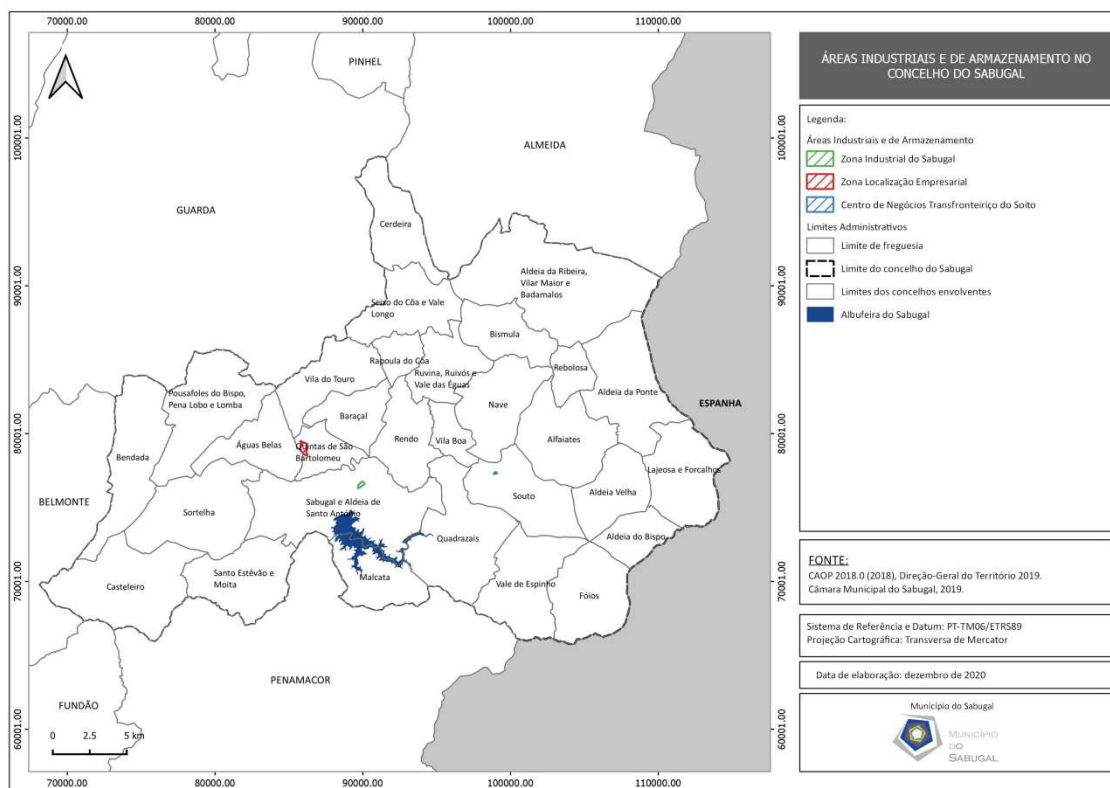 70000.00
80000.00
90000.00
100000.00
110000.00
100001.00
90001.00
80001.00
70001.00
60001.00
PINHEL
ALMEIDA
GUARDA
Cerdeira
Aldeia da Ribeira,
Vilar Maior e
Badamalos
Seixo do Côa e Vale
Longo
Bismula
Rapoula do Côa
Ruvina, Ruivós e
Vale das Éguas
Rebolosa
Vila do Touro
Pousafoles do Bispo,
Pena Lobo e Lomba
Aldeia da Ponte
Nave
ESPANHA
Baraçal
Águas Belas
Quintas de São
Bartolomeu
Rendo
Vila Boa
Alfaiates
Bendada
Lajeosa e Forcalhos
BELMONTE
Sortelha
Sabugal e Aldeia de
Santo António
Souto
Aldeia Velha
Quadrazais
Aldeia do Bispo
Casteleiro
Santo Estêvão e
Moita
Malcata
Vale de Espinho
Fóios
PENAMACOR
FUNDÃO
0 2.5 5 km
70000.00
80000.00
90000.00
100000.00
110000.00
100001.00
90001.00
80001.00
70001.00
60001.00
ÁREAS INDUSTRIAIS E DE ARMAZENAMENTO NO
CONCELHO DO SABUGAL
Legenda:
Áreas Industriais e de Armazenamento
Zona Industrial do Sabugal
Zona Localização Empresarial
Centro de Negócios Transfronteiriço do Soito
Limites Administrativos
Limite de freguesia
Limite do concelho do Sabugal
Limites dos concelhos envolventes
Albufeira do Sabugal
FONTE:
CAOP 2018.0 (2018), Direção-Geral do Território 2019.
Câmara Municipal do Sabugal, 2019.
Sistema de Referência e Datum: PT-TM06/ETRS89
Projeção Cartográfica: Transversa de Mercator
Data de elaboração: dezembro de 2020
Município do Sabugal
MUNICÍPIO
DO
SABUGAL